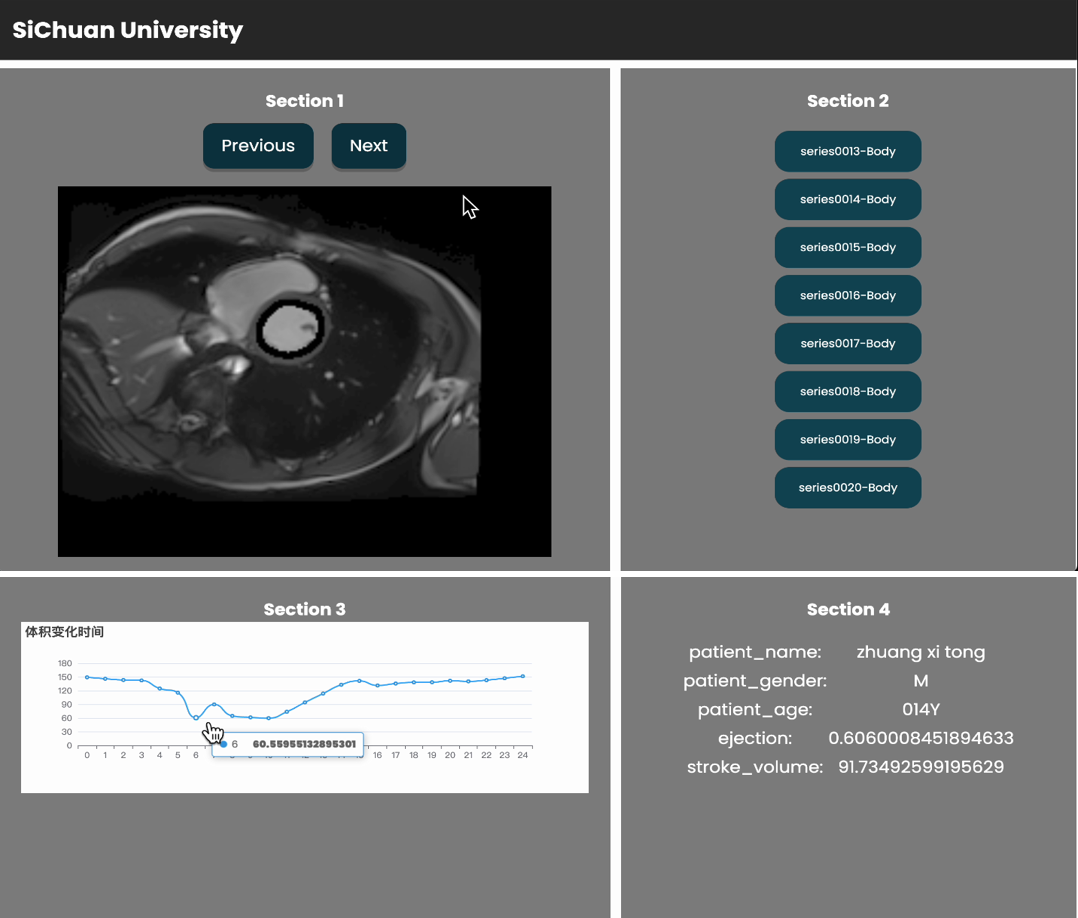 SiChuan University
Section 1
Previous
Next
Section 2
series0013-Body
series0014-Body
series0015-Body
series0016-Body
series0017-Body
series0018-Body
series0019-Body
series0020-Body
Section 3
体积变化时间
180
150
120
90
60
30
0
6 60.55955132895301
0 1 2 3 4 5 6 16 17 18 19 20 21 22 23 24
Section 4
patient_name: zhuang xi tong
patient_gender: M
patient_age: 014Y
ejection: 0.6060008451894633
stroke_volume: 91.73492599195629